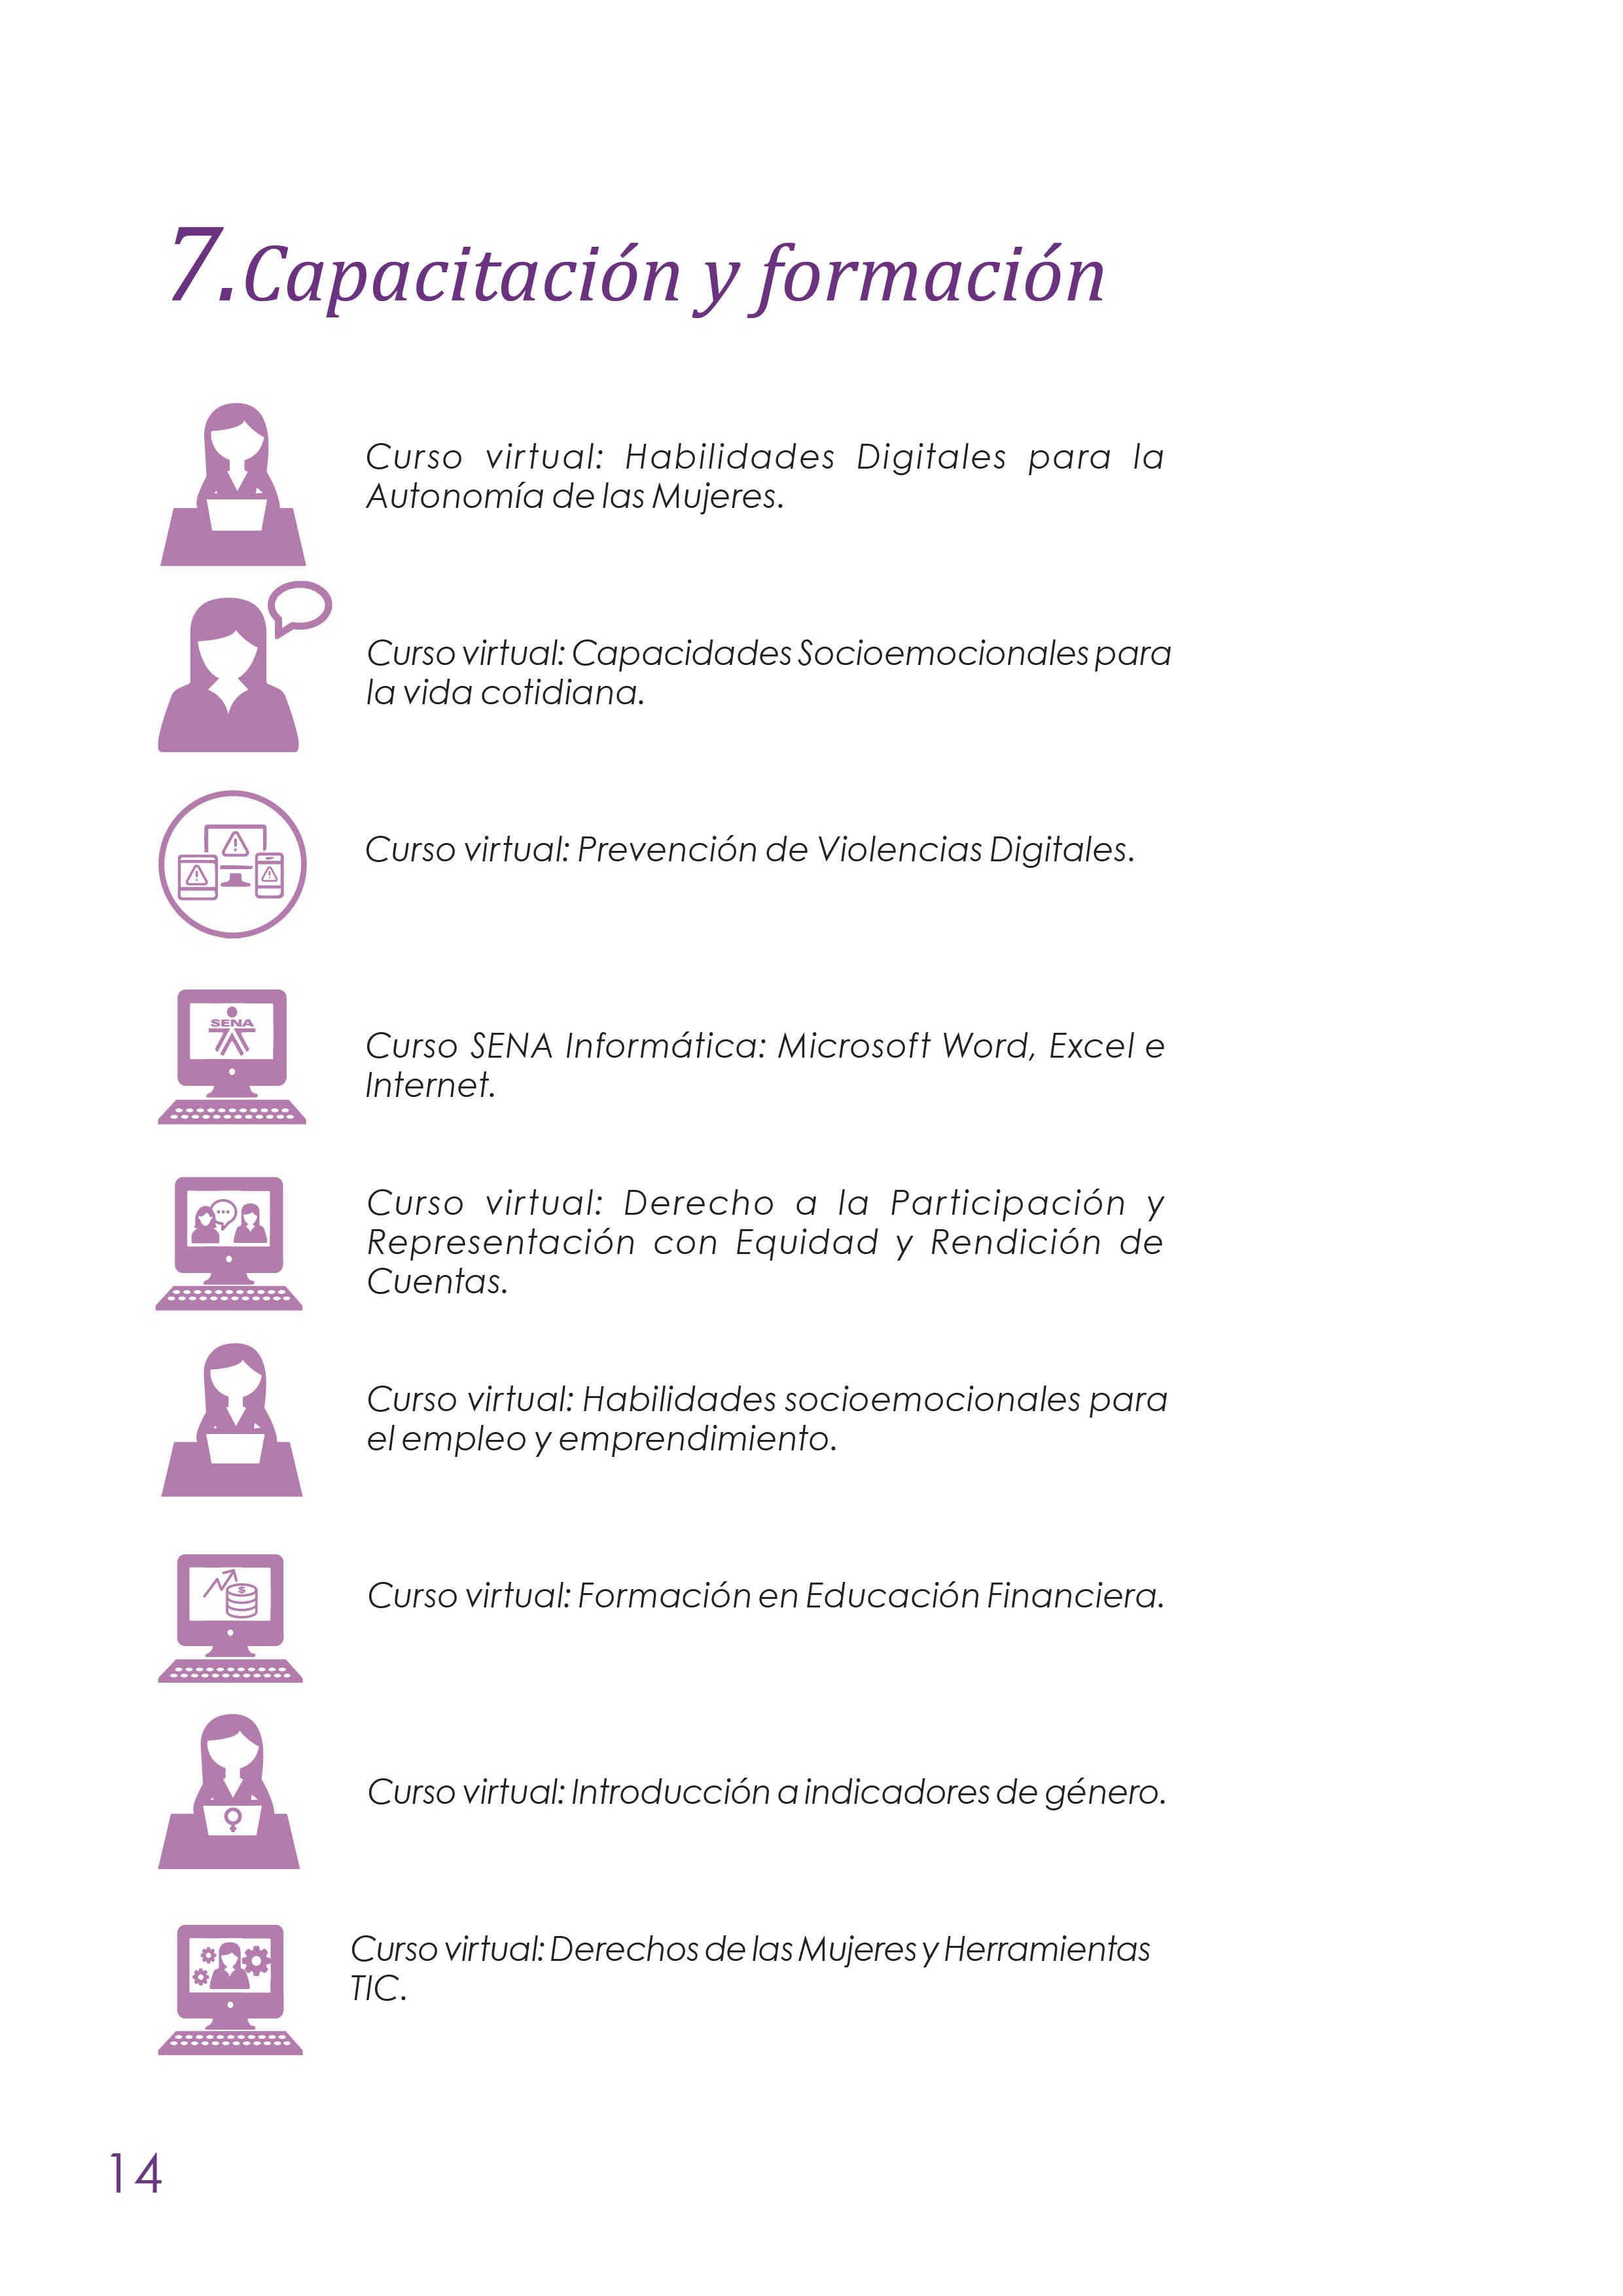 7.Capacitación y formación
Curso virtual: Habilidades Digitales para la
Autonomía de las Mujeres.
Curso virtual: Capacidades Socioemocionales para
la vida cotidiana.
Curso virtual: Prevención de Violencias Digitales.
SENA
Curso SENA Informática: Microsoft Word, Excel e
Internet.
Curso virtual: Derecho a la Participación y
Representación con Equidad y Rendición de
Cuentas.
Curso virtual: Habilidades socioemocionales para
el empleo y emprendimiento.
$
Curso virtual: Formación en Educación Financiera.
Curso virtual: Introducción a indicadores de género.
Curso virtual: Derechos de las Mujeres y Herramientas
TIC.
14